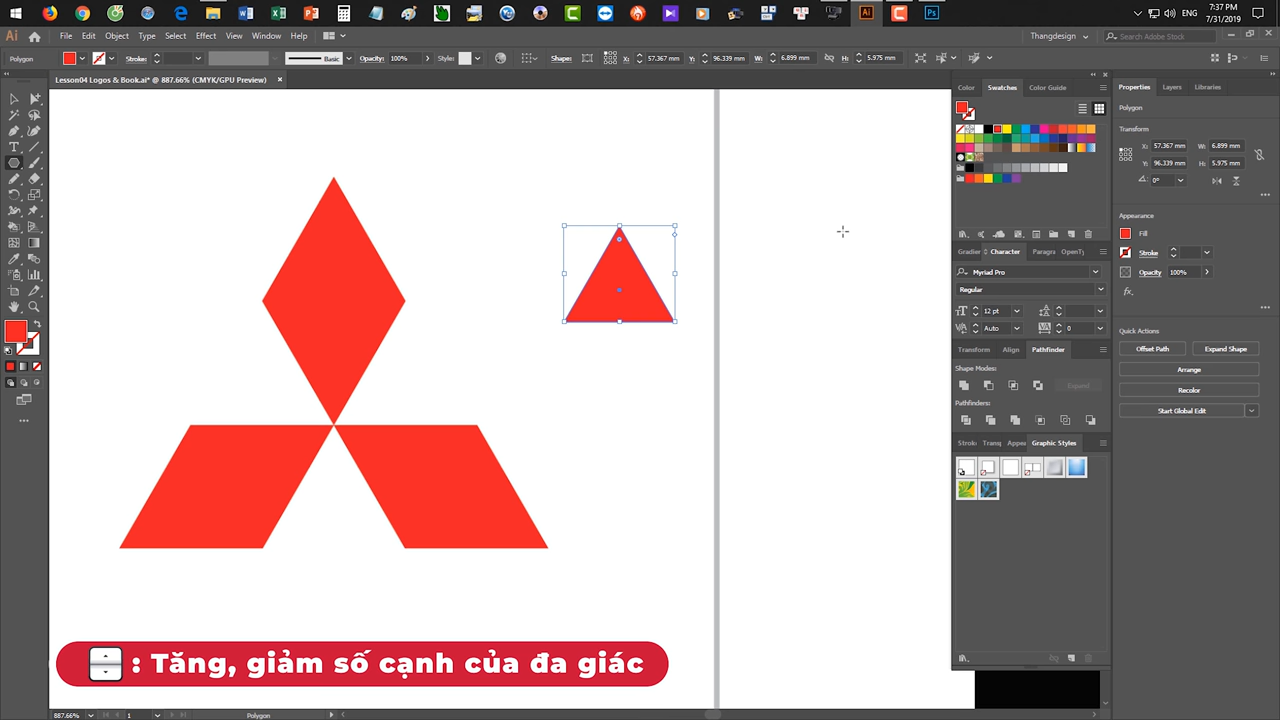 7:37 PM
ENG
7/31/2019
Ai
File Edit Object Type Select Effect View Window Help
Thangdesign
Search Adobe Stock
Polygon
Stroke:
Basic
Opacity: 100%
Style:
Shape:
X: 57.367 mm
Y: 96.339 mm
W: 6.899 mm
H: 5.975 mm
Lesson04 Logos & Book.ai* @ 887.66% (CMYK/GPU Preview)
Color Swatches Color Guide
Properties Layers Libraries
Polygon
Transform
X: 57.367 mm W: 6.899 mm
Y: 96.339 mm H: 5.975 mm
0°
Appearance
Fill
Stroke
Opacity 100%
fx.
Quick Actions
Offset Path Expand Shape
Arrange
Recolor
Start Global Edit
Gradien Character Paragra OpenTy
Myriad Pro
Regular
12 pt
Auto
0
Transform Align Pathfinder
Shape Modes:
Expand
Pathfinders:
Strok Transp Appea Graphic Styles
: Tăng, giảm số cạnh của đa giác
887.66%
1
Polygon